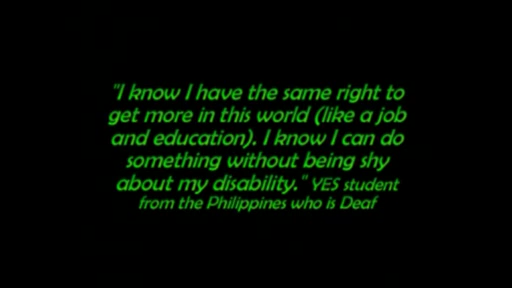 "I know I have the same right to
get more in this world (like a job
and education). I know I can do
something without being shy
about my disability." YES student
from the Philippines who is Deaf